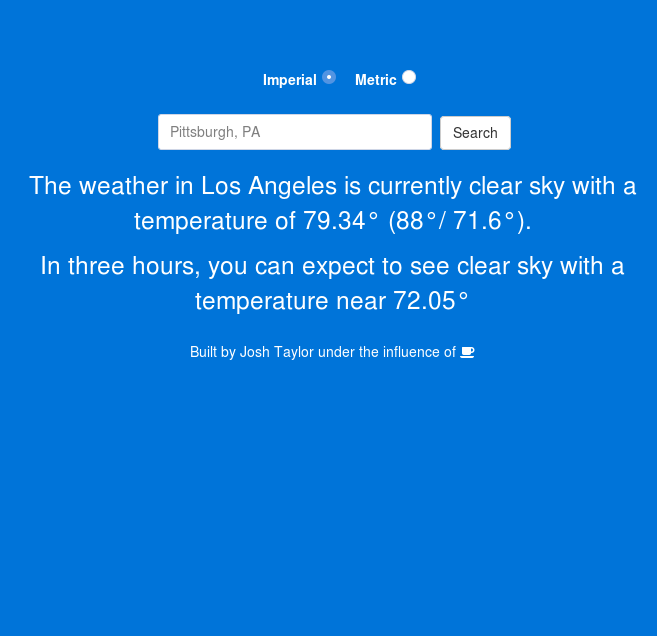 Imperial Metric
Pittsburgh, PA Search
The weather in Los Angeles is currently clear sky with a
temperature of 79.34° (88°/ 71.6°).
In three hours, you can expect to see clear sky with a
temperature near 72.05°
Built by Josh Taylor under the influence of